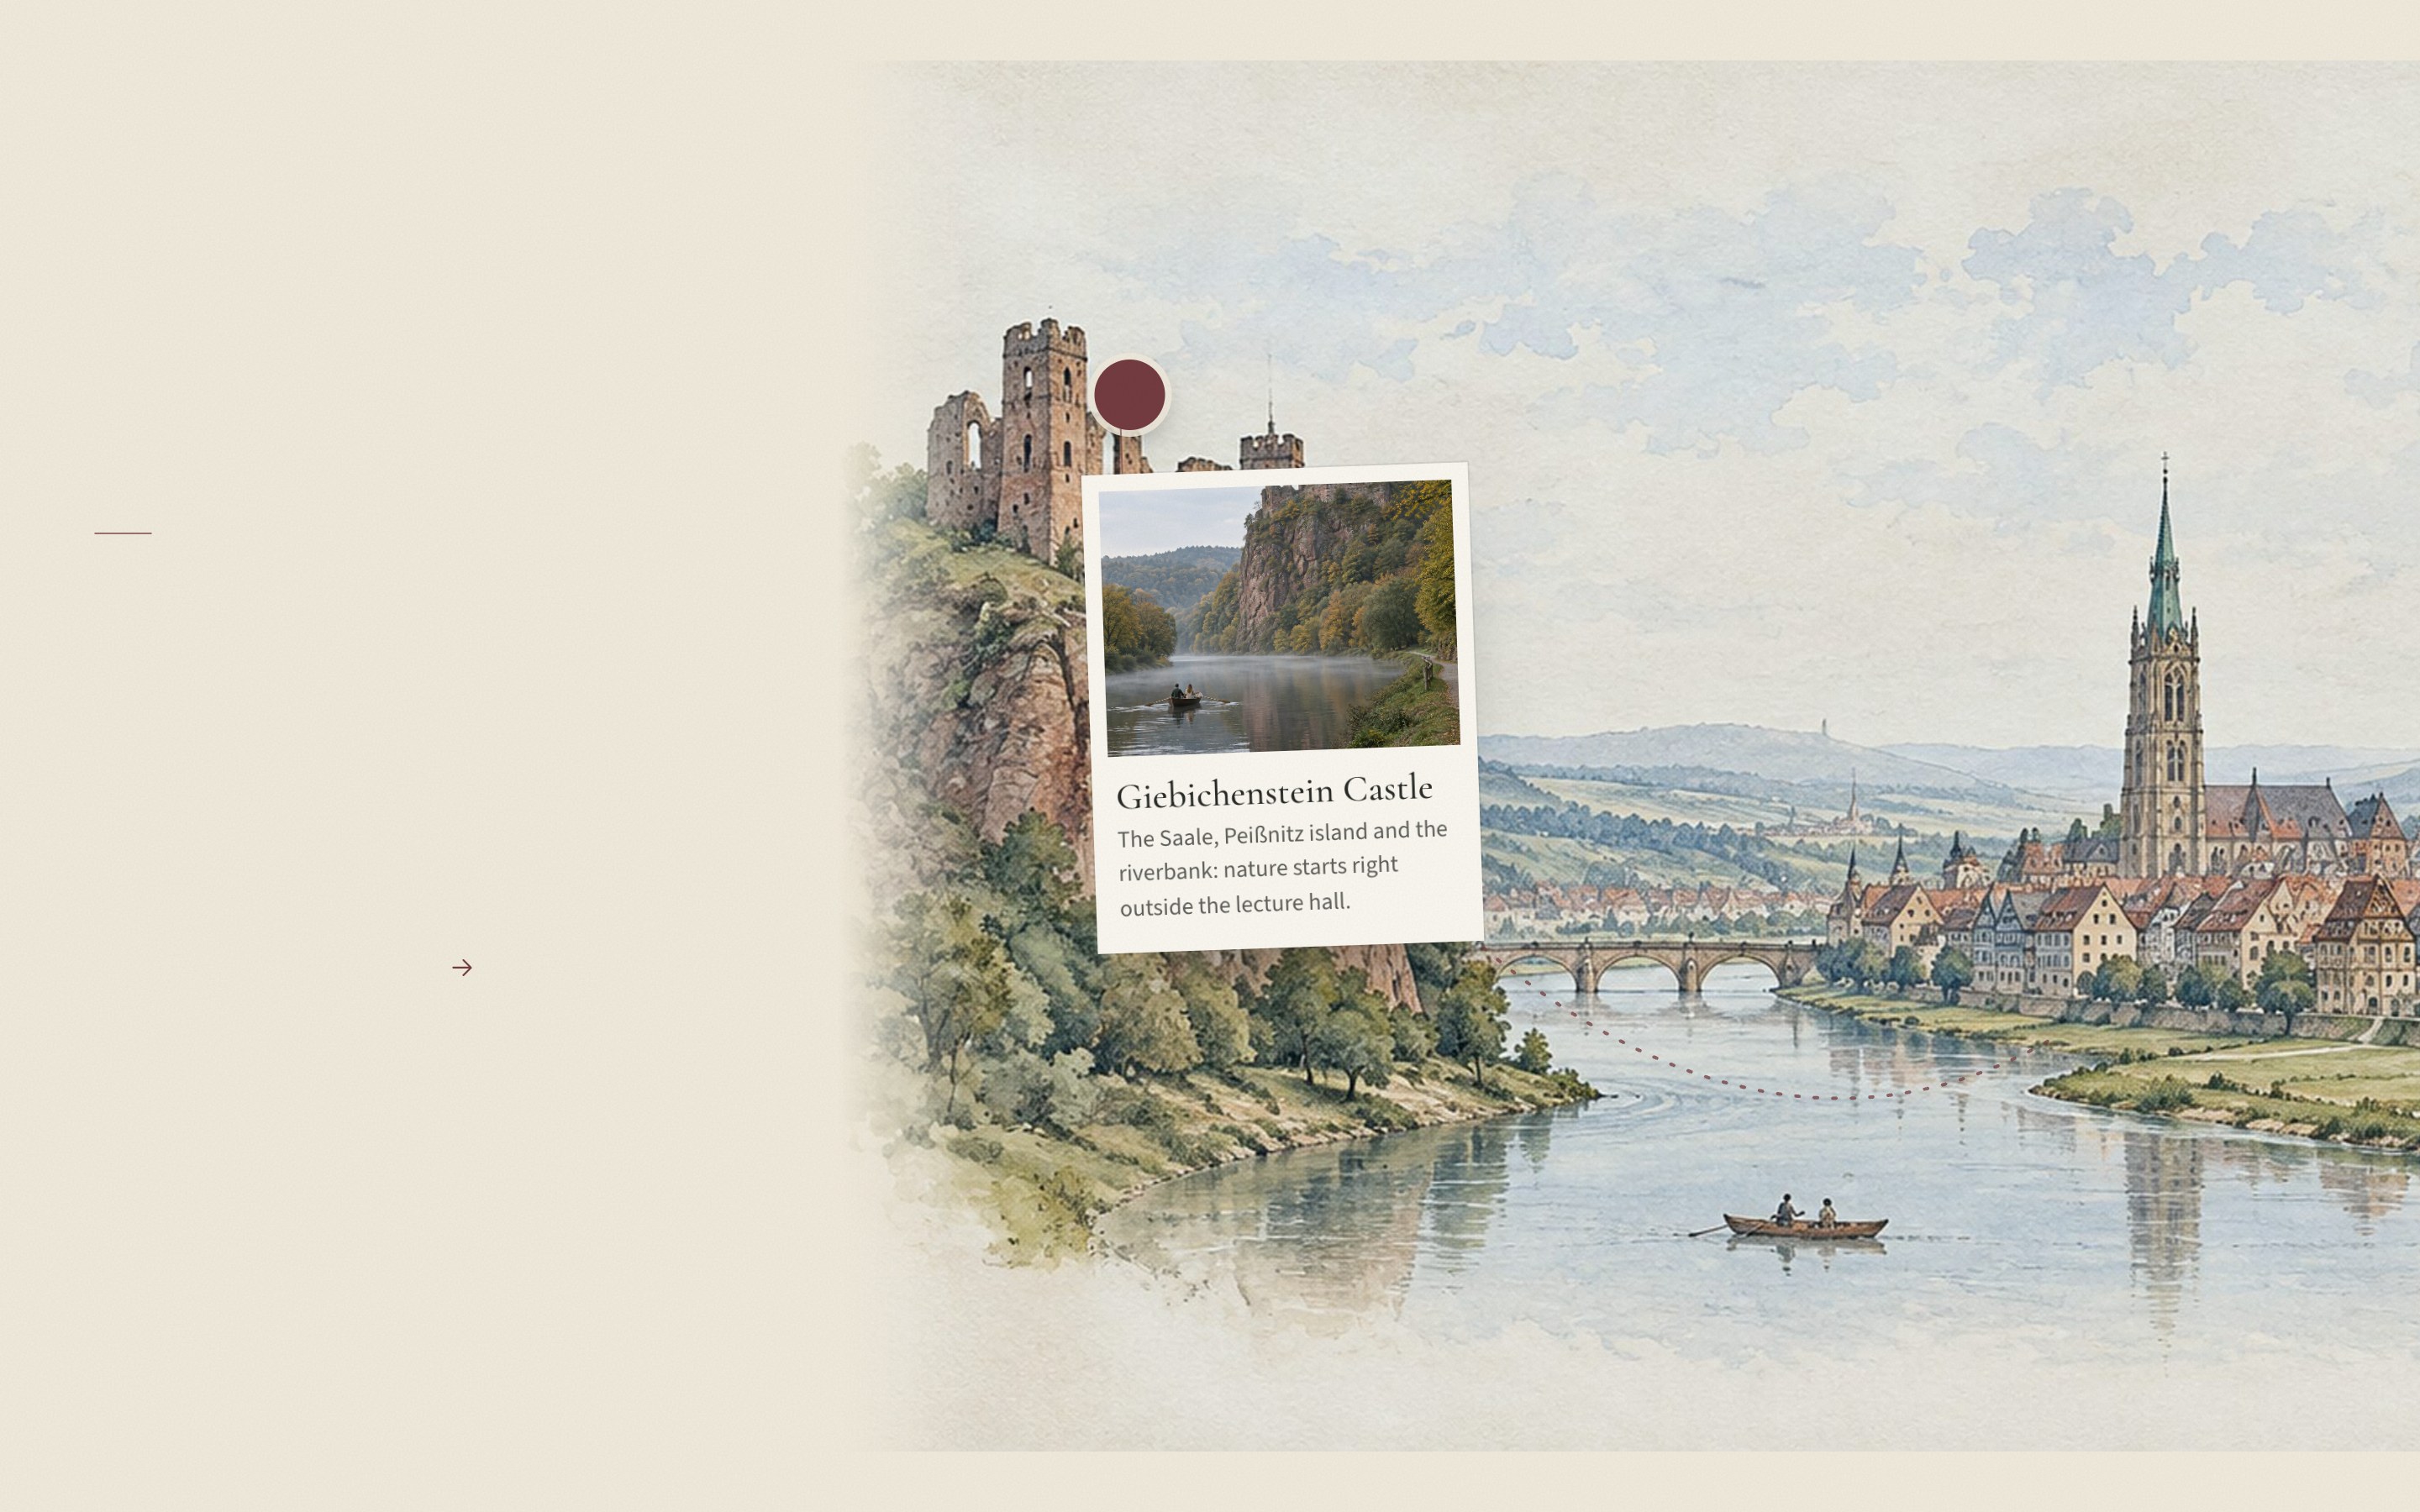 Giebichenstein Castle
The Saale, Peißnitz island and the
riverbank: nature starts right
outside the lecture hall.